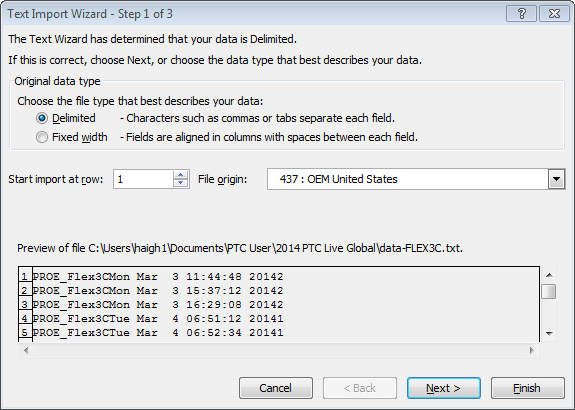 Text Import Wizard - Step 1 of 3
The Text Wizard has determined that your data is Delimited.
If this is correct, choose Next, or choose the data type that best describes your data.
Original data type
Choose the file type that best describes your data:
Delimited - Characters such as commas or tabs separate each field.
Fixed width - Fields are aligned in columns with spaces between each field.
Start import at row: 1 File origin: 437 : OEM United States
Preview of file C:\Users\haigh1\Documents\PTC User\2014 PTC Live Global\data-FLEX3C.txt.
1 PROE_Flex3CMon Mar  3 11:44:48 20142
2 PROE_Flex3CMon Mar  3 15:37:12 20142
3 PROE_Flex3CMon Mar  3 16:29:08 20142
4 PROE_Flex3CTue Mar  4 06:51:12 20141
5 PROE_Flex3CTue Mar  4 06:52:34 20141
Cancel < Back Next > Finish